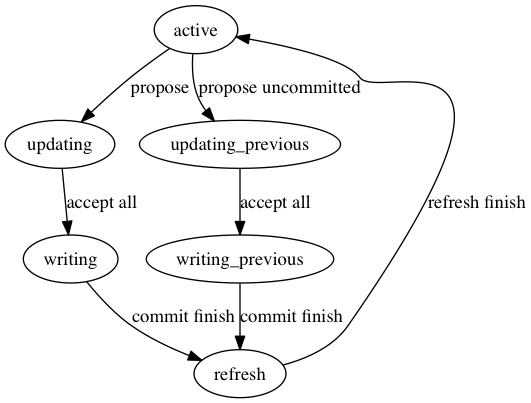 active
propose
propose uncommitted
updating
updating_previous
accept all
accept all
refresh finish
writing
writing_previous
commit finish
commit finish
refresh